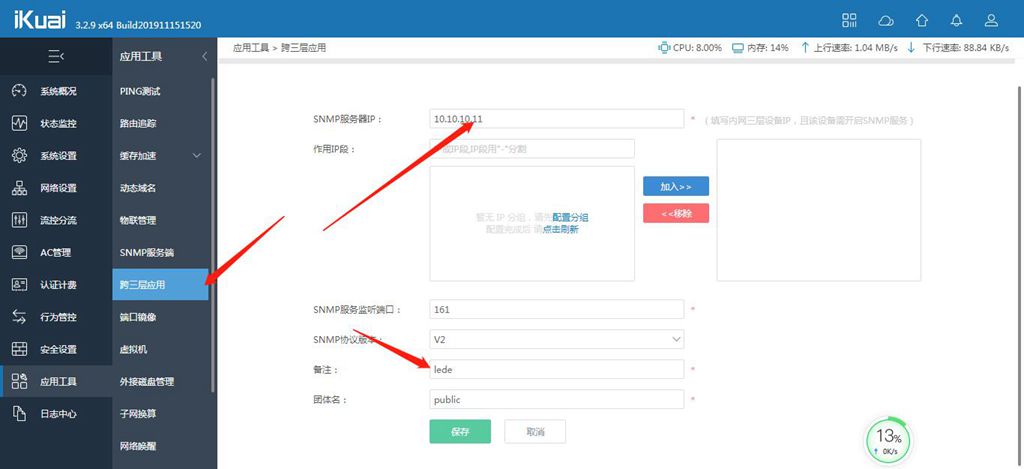 iKuai 3.2.9 x64 Build201911151520
应用工具
应用工具 > 跨三层应用
CPU: 8.00% 内存: 14% 上行速率: 1.04 MB/s 下行速率: 88.84 KB/s
系统概况
状态监控
系统设置
网络设置
流控分流
AC管理
认证计费
行为管控
安全设置
应用工具
日志中心
PING测试
路由追踪
缓存加速
动态域名
物联管理
SNMP服务端
跨三层应用
端口镜像
虚拟机
外接磁盘管理
子网换算
网络唤醒
SNMP服务器IP： 10.10.10.11 * （ 填写内网三层设备IP，且该设备需开启SNMP服务 ）
作用IP段： 或IP段,IP段用"-"分割
暂无 IP 分组，请先配置分组
配置完成后 请点击刷新
加入>>
<<移除
SNMP服务监听端口： 161 *
SNMP协议版本： V2
备注： lede *
团体名： public *
保存 取消
13%
0K/s